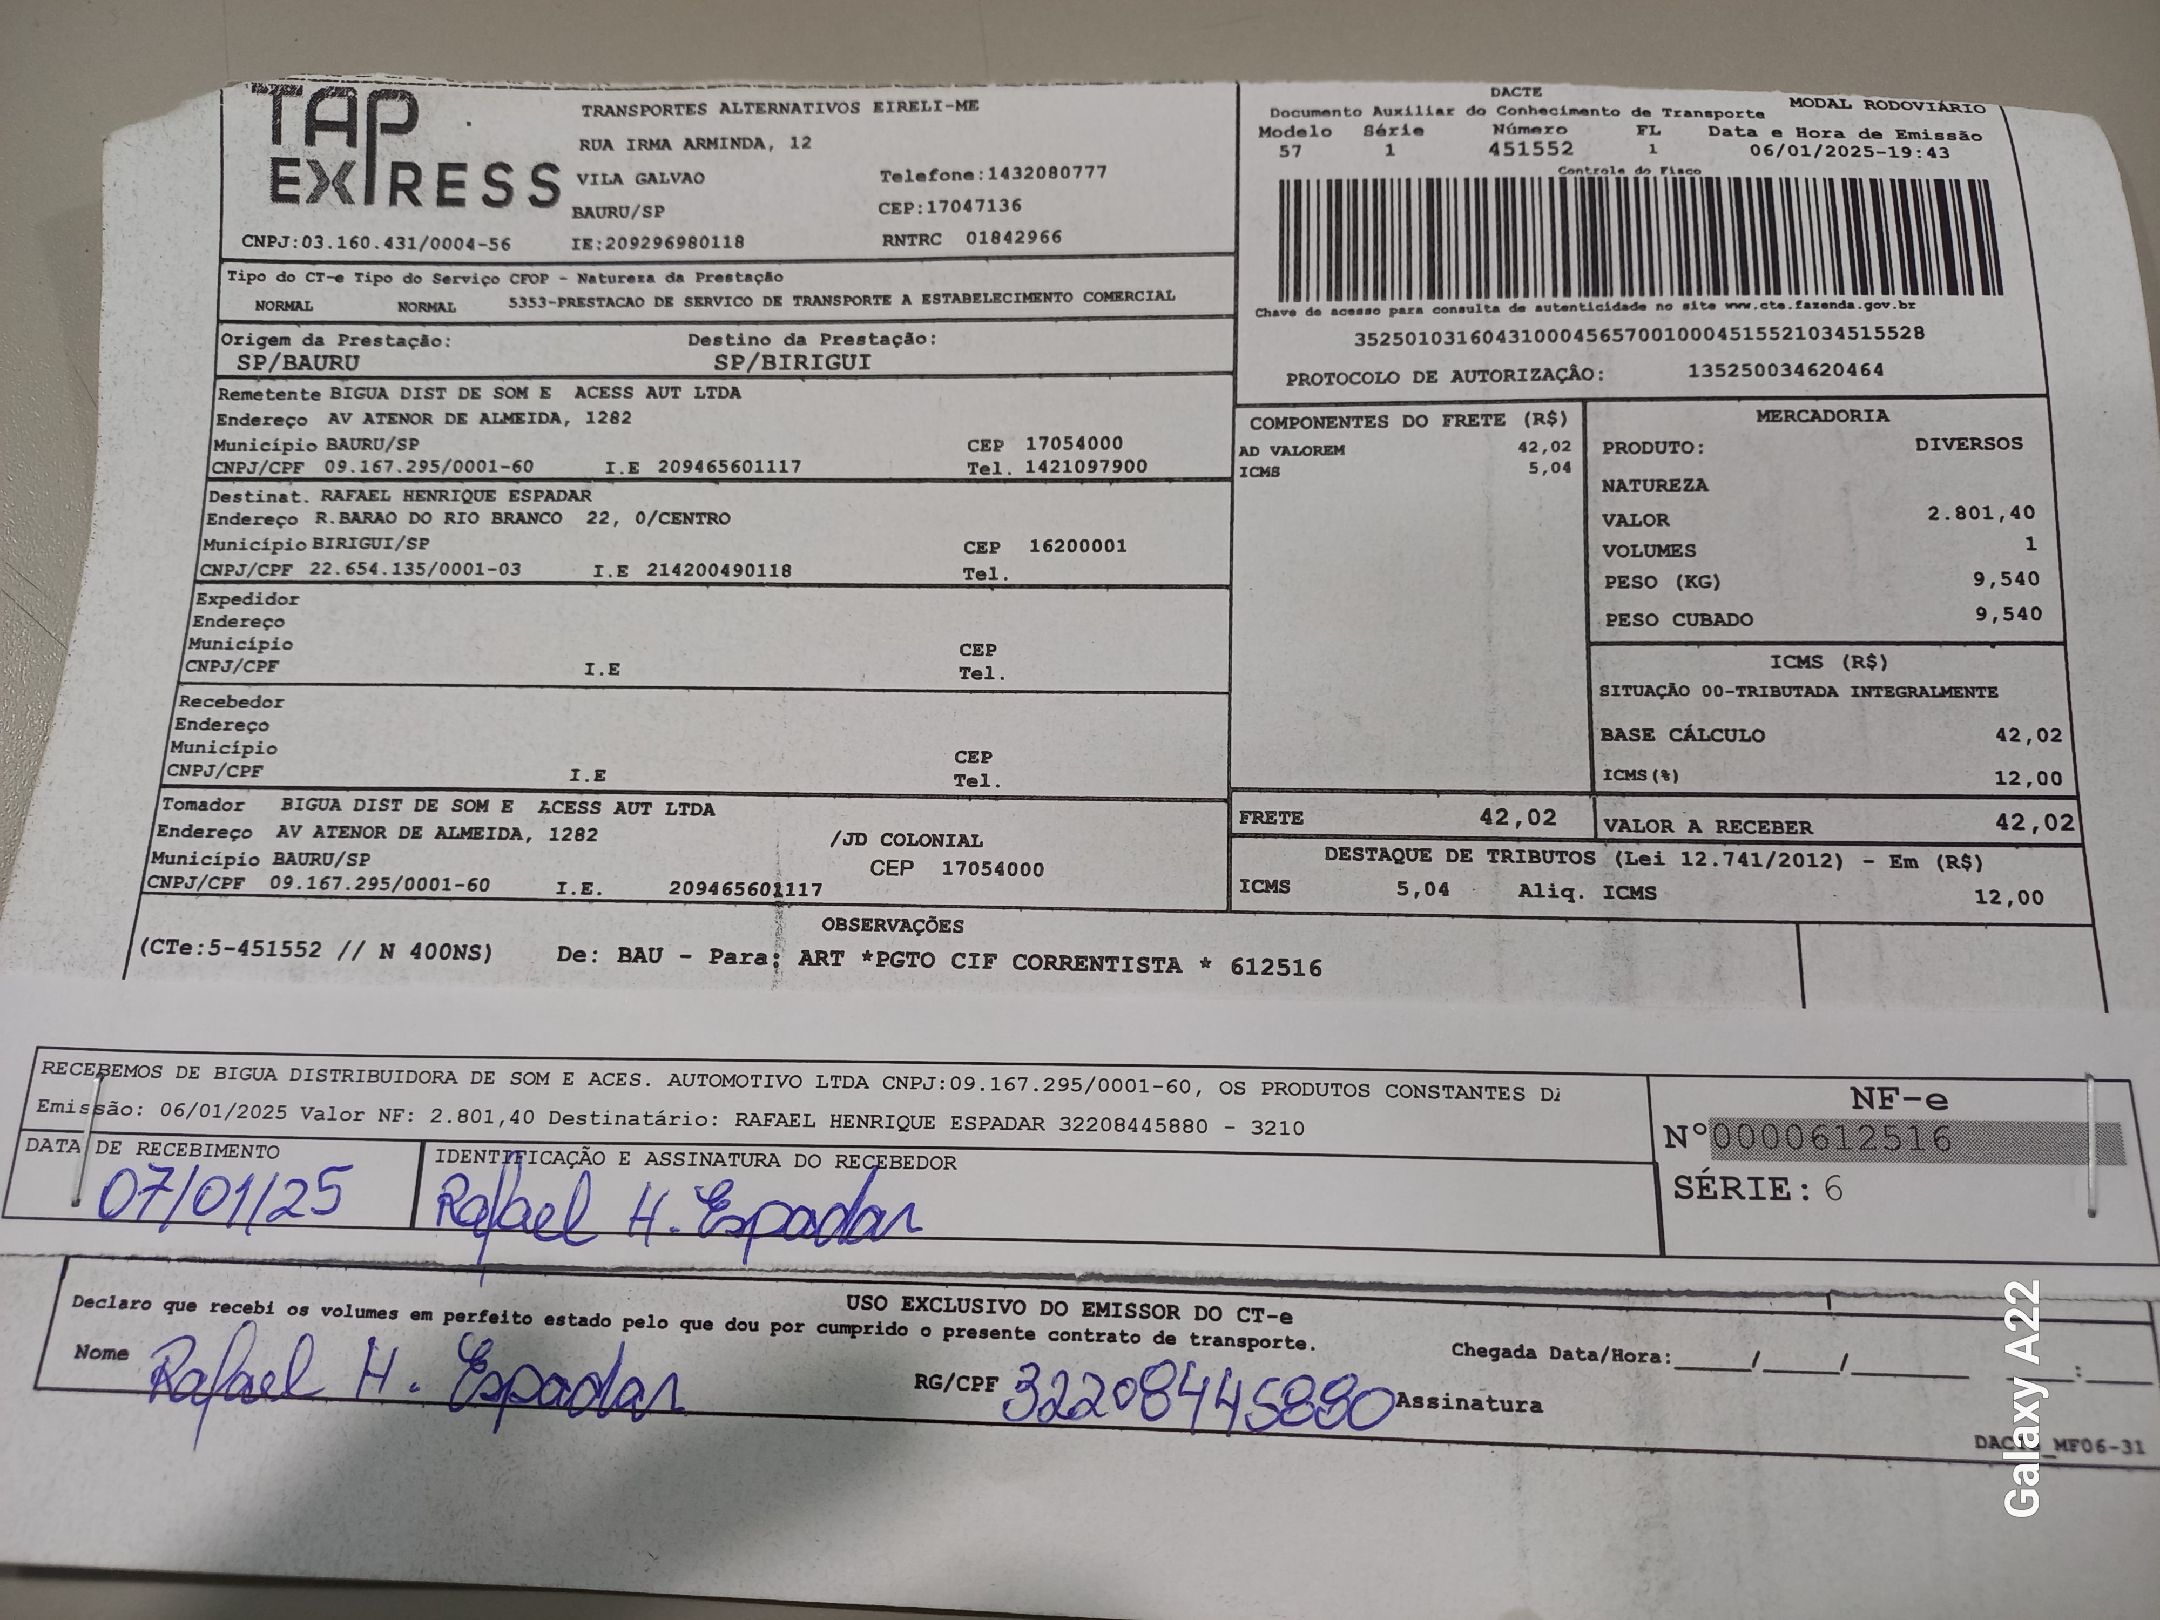 TAP
EXPRESS
TRANSPORTES ALTERNATIVOS EIRELI-ME
RUA IRMA ARMINDA, 12
VILA GALVAO Telefone:1432080777
BAURU/SP CEP:17047136
CNPJ:03.160.431/0004-56 IE:209296980118 RNTRC 01842966
DACTE
Documento Auxiliar do Conhecimento de Transporte MODAL RODOVIÁRIO
Modelo Série Número FL Data e Hora de Emissão
57 1 451552 1 06/01/2025-19:43
Controle do Fisco
Chave de acesso para consulta de autenticidade no site www.cte.fazenda.gov.br
35250103160431000456570010004515521034515528
PROTOCOLO DE AUTORIZAÇÂO: 135250034620464
Tipo do CT-e Tipo do Serviço CFOP - Natureza da Prestação
NORMAL NORMAL 5353-PRESTACAO DE SERVICO DE TRANSPORTE A ESTABELECIMENTO COMERCIAL
Origem da Prestação: Destino da Prestação:
SP/BAURU SP/BIRIGUI
Remetente BIGUA DIST DE SOM E ACESS AUT LTDA
Endereço AV ATENOR DE ALMEIDA, 1282
Município BAURU/SP CEP 17054000
CNPJ/CPF 09.167.295/0001-60 I.E 209465601117 Tel. 1421097900
Destinat. RAFAEL HENRIQUE ESPADAR
Endereço R.BARAO DO RIO BRANCO 22, 0/CENTRO
Município BIRIGUI/SP CEP 16200001
CNPJ/CPF 22.654.135/0001-03 I.E 214200490118 Tel.
Expedidor
Endereço
Município CEP
CNPJ/CPF I.E Tel.
Recebedor
Endereço
Município CEP
CNPJ/CPF I.E Tel.
Tomador BIGUA DIST DE SOM E ACESS AUT LTDA
Endereço AV ATENOR DE ALMEIDA, 1282 /JD COLONIAL
Município BAURU/SP CEP 17054000
CNPJ/CPF 09.167.295/0001-60 I.E. 209465601117
COMPONENTES DO FRETE (R$)
AD VALOREM 42,02
ICMS 5,04
MERCADORIA
PRODUTO: DIVERSOS
NATUREZA
VALOR 2.801,40
VOLUMES 1
PESO (KG) 9,540
PESO CUBADO 9,540
ICMS (R$)
SITUAÇÃO 00-TRIBUTADA INTEGRALMENTE
BASE CÁLCULO 42,02
ICMS(%) 12,00
FRETE 42,02 VALOR A RECEBER 42,02
DESTAQUE DE TRIBUTOS (Lei 12.741/2012) - Em (R$)
ICMS 5,04 Aliq. ICMS 12,00
OBSERVAÇÕES
(CTe:5-451552 // N 400NS) De: BAU - Para: ART *PGTO CIF CORRENTISTA * 612516
RECEBEMOS DE BIGUA DISTRIBUIDORA DE SOM E ACES. AUTOMOTIVO LTDA CNPJ:09.167.295/0001-60, OS PRODUTOS CONSTANTES DA
Emissão: 06/01/2025 Valor NF: 2.801,40 Destinatário: RAFAEL HENRIQUE ESPADAR 32208445880 - 3210
DATA DE RECEBIMENTO IDENTIFICAÇÃO E ASSINATURA DO RECEBEDOR
07/01/25 Rafael H. Espadar
NF-e
Nº0000612516
SÉRIE: 6
USO EXCLUSIVO DO EMISSOR DO CT-e
Declaro que recebi os volumes em perfeito estado pelo que dou por cumprido o presente contrato de transporte.
Nome Rafael H. Espadar RG/CPF 32208445880 Assinatura
Chegada Data/Hora:_____/_____/_______ ____:____
DACTE_MF06-31
Galaxy A22